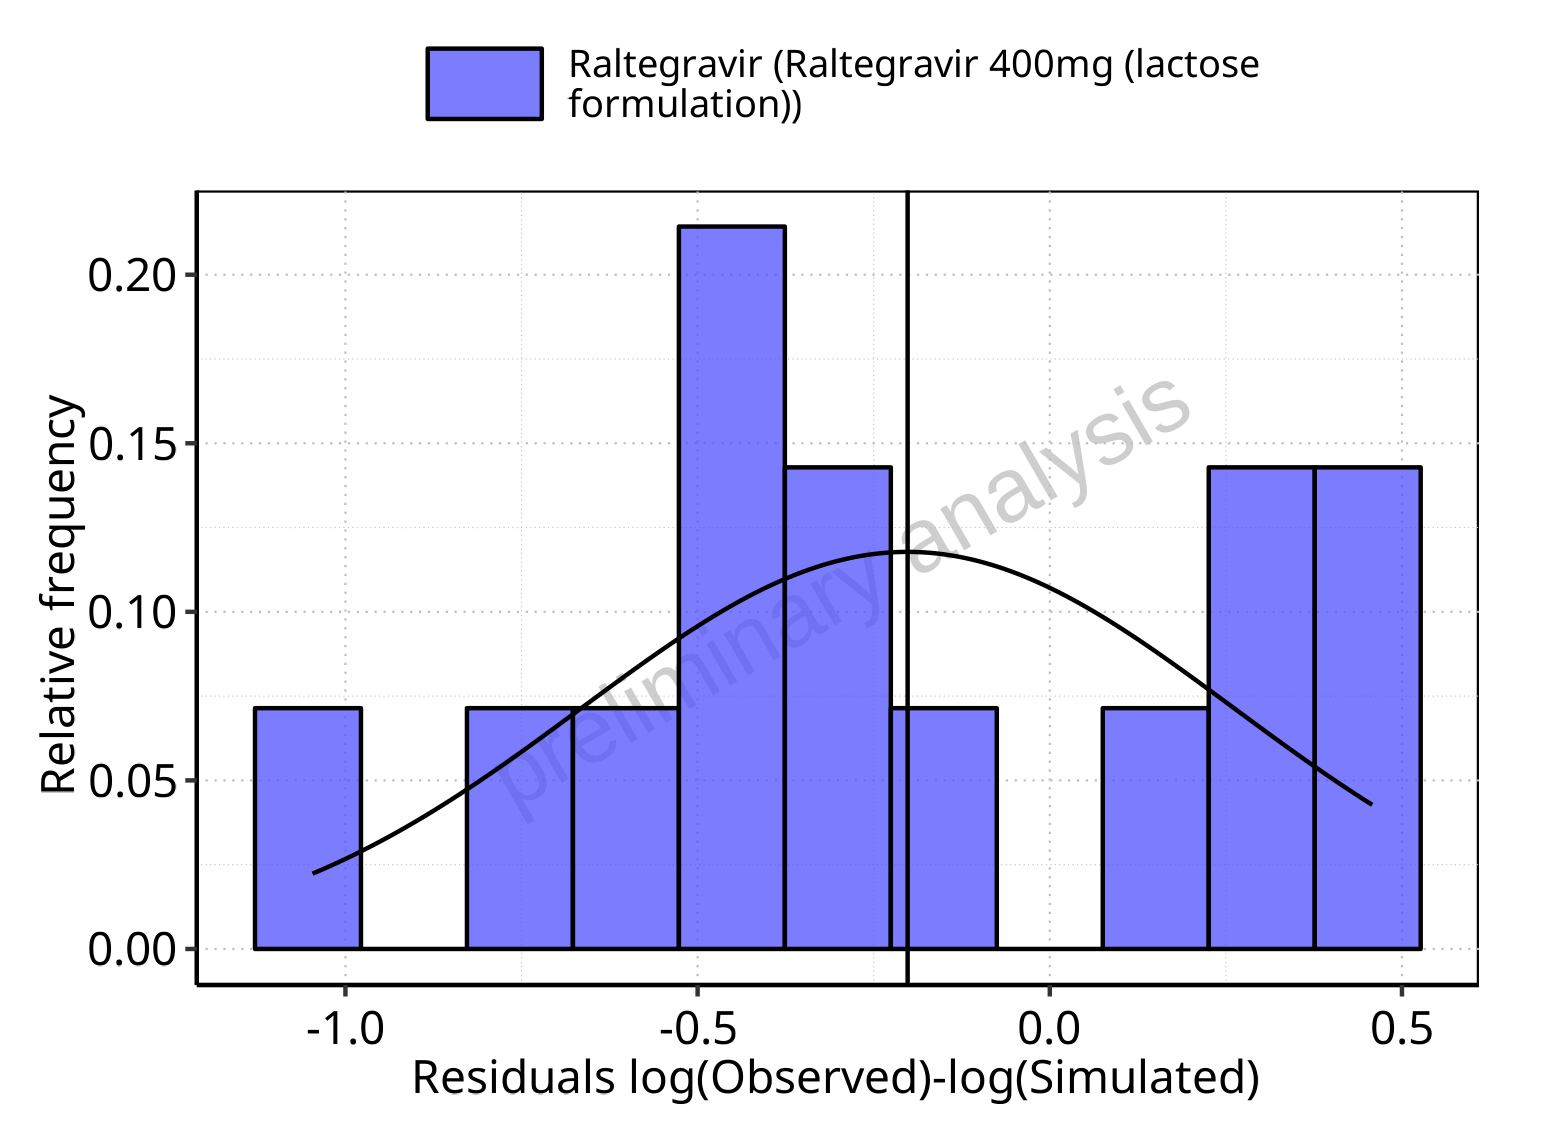 Raltegravir (Raltegravir 400mg (lactose
formulation))
Relative frequency
0.20
0.15
0.10
0.05
0.00
preliminary analysis
-1.0
-0.5
0.0
0.5
Residuals log(Observed)-log(Simulated)